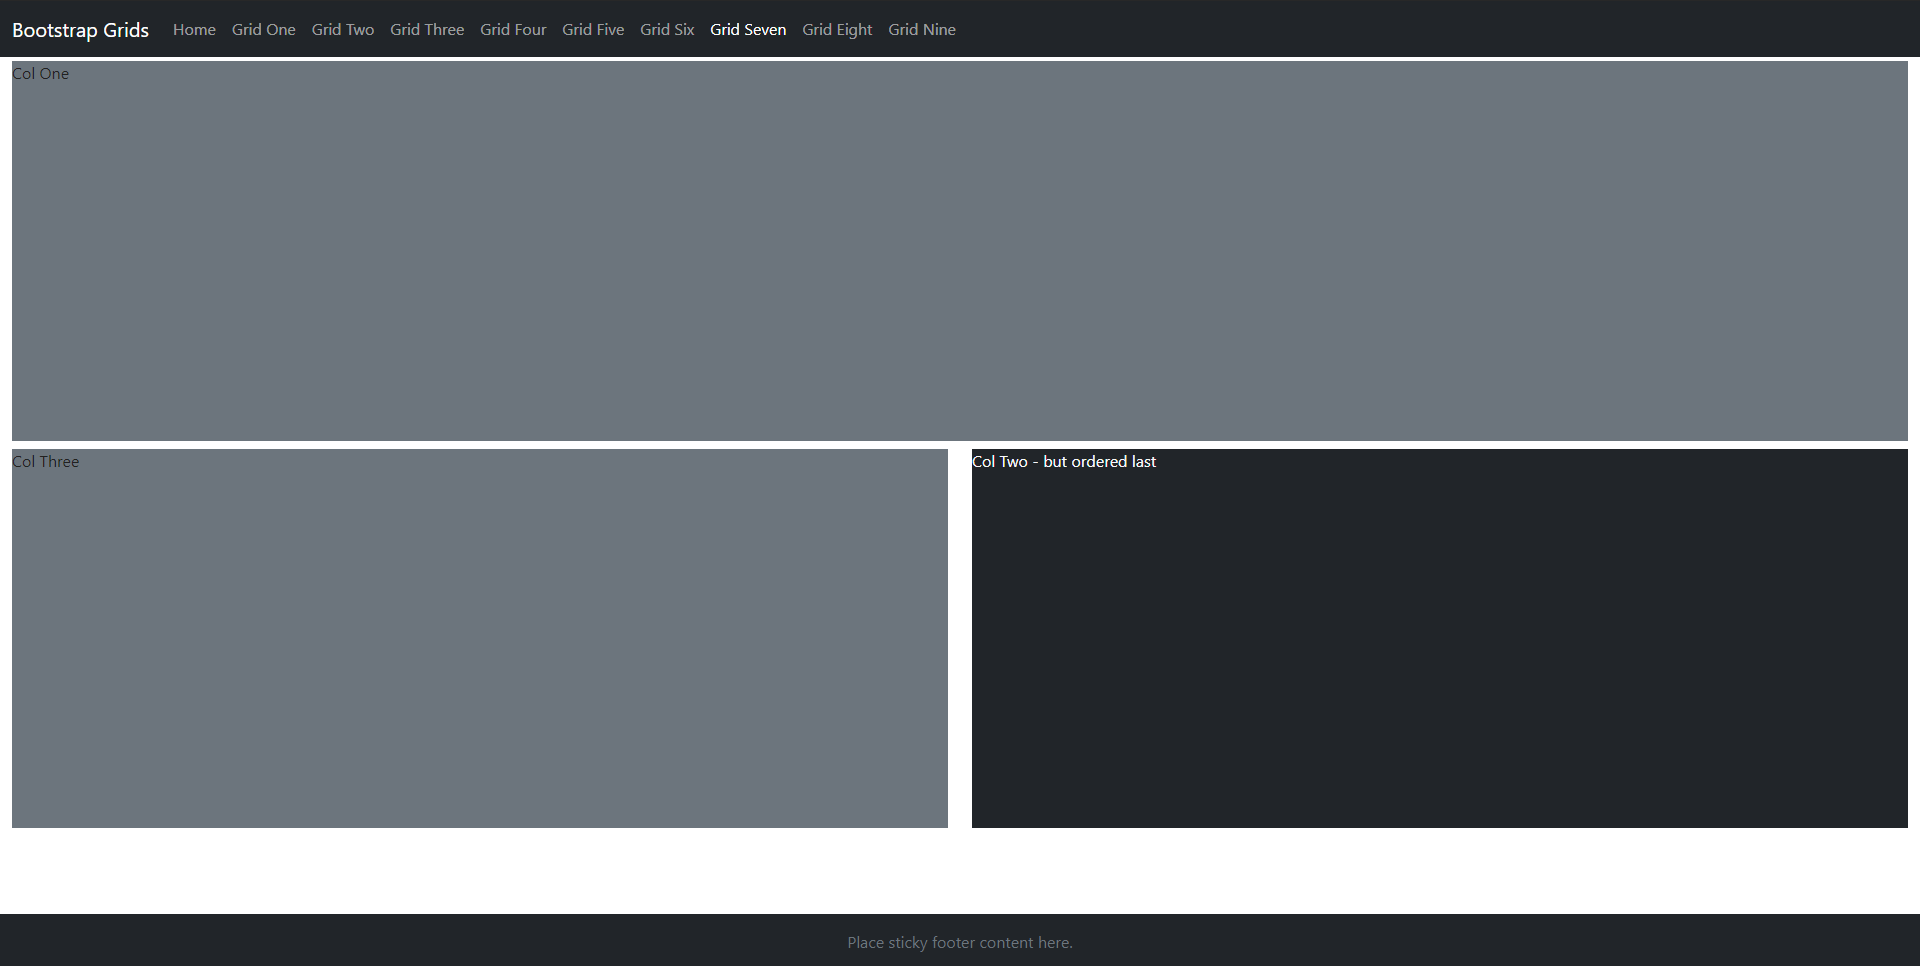 Bootstrap Grids Home Grid One Grid Two Grid Three Grid Four Grid Five Grid Six Grid Seven Grid Eight Grid Nine
Col One
Col Three
Col Two - but ordered last
Place sticky footer content here.